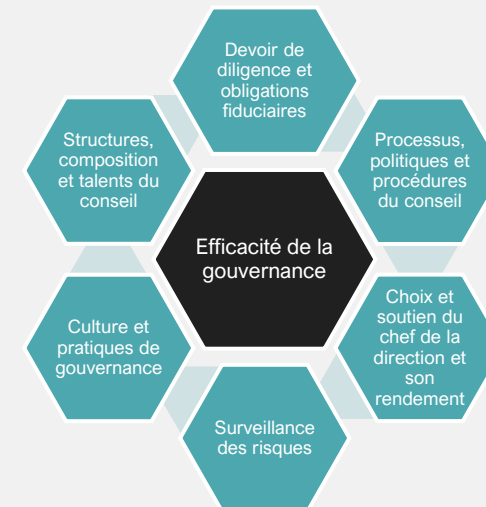 Devoir de
diligence et
obligations
fiduciaires
Structures,
composition
et talents du
conseil
Processus,
politiques et
procédures
du conseil
Efficacité de la
gouvernance
Culture et
pratiques de
gouvernance
Choix et
soutien du
chef de la
direction et
son
rendement
Surveillance
des risques